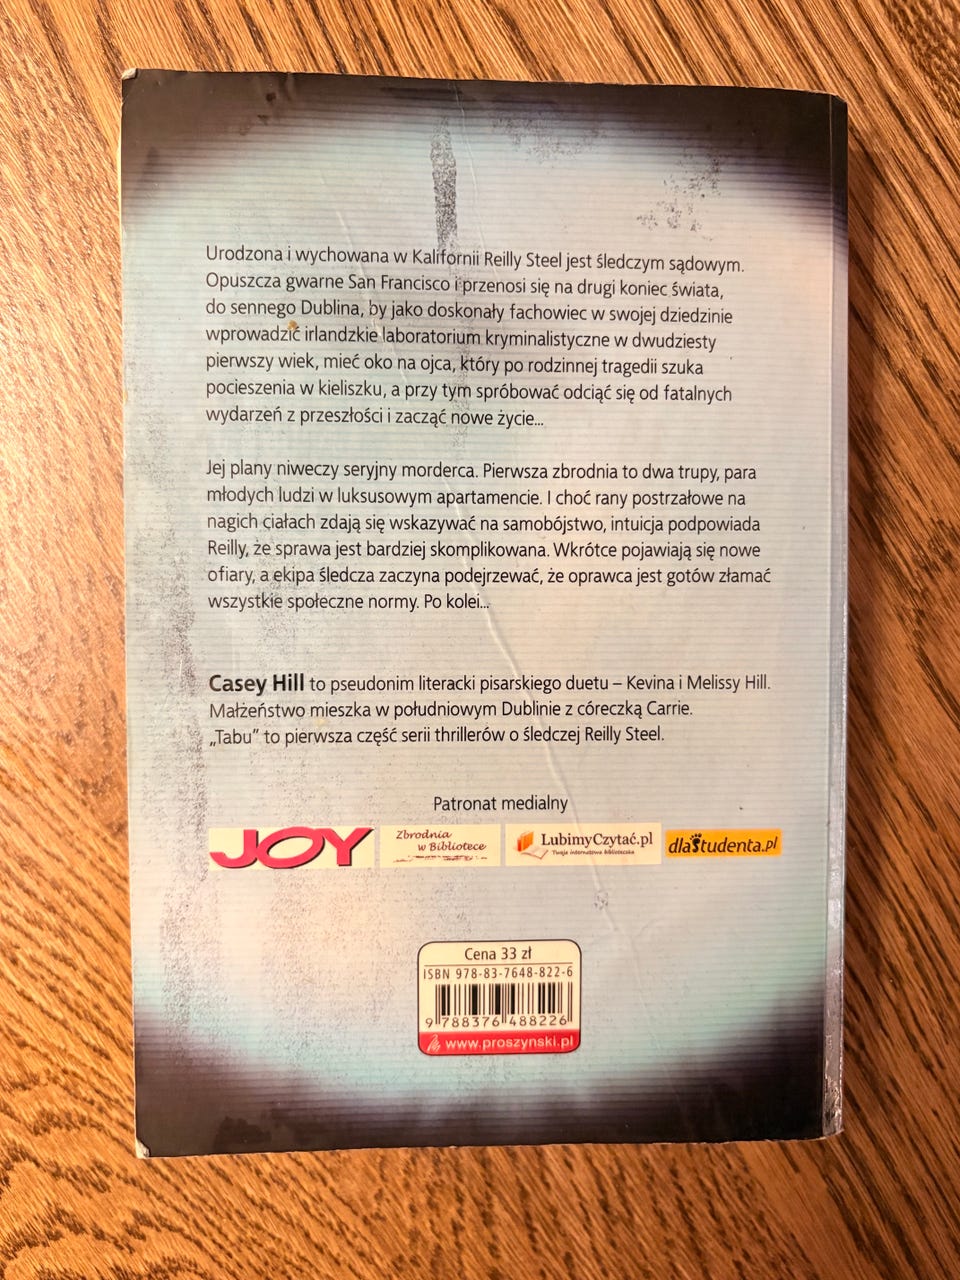 Urodzona i wychowana w Kalifornii Reilly Steel jest śledczym sądowym.
Opuszcza gwarne San Francisco i przenosi się na drugi koniec świata,
do sennego Dublina, by jako doskonały fachowiec w swojej dziedzinie
wprowadzić irlandzkie laboratorium kryminalistyczne w dwudziesty
pierwszy wiek, mieć oko na ojca, który po rodzinnej tragedii szuka
pocieszenia w kieliszku, a przy tym spróbować odciąć się od fatalnych
wydarzeń z przeszłości i zacząć nowe życie...
Jej plany niweczy seryjny morderca. Pierwsza zbrodnia to dwa trupy, para
młodych ludzi w luksusowym apartamencie. I choć rany postrzałowe na
nagich ciałach zdają się wskazywać na samobójstwo, intuicja podpowiada
Reilly, że sprawa jest bardziej skomplikowana. Wkrótce pojawiają się nowe
ofiary, a ekipa śledcza zaczyna podejrzewać, że oprawca jest gotów złamać
wszystkie społeczne normy. Po kolei...
Casey Hill to pseudonim literacki pisarskiego duetu – Kevina i Melissy Hill.
Małżeństwo mieszka w południowym Dublinie z córeczką Carrie.
„Tabu” to pierwsza część serii thrillerów o śledczej Reilly Steel.
Patronat medialny
JOY
Zbrodnia
w Bibliotece
LubimyCzytać.pl
Twoja internetowa biblioteczka
dlaStudenta.pl
Cena 33 zł
ISBN 978-83-7648-822-6
9 788376 488226
www.proszynski.pl